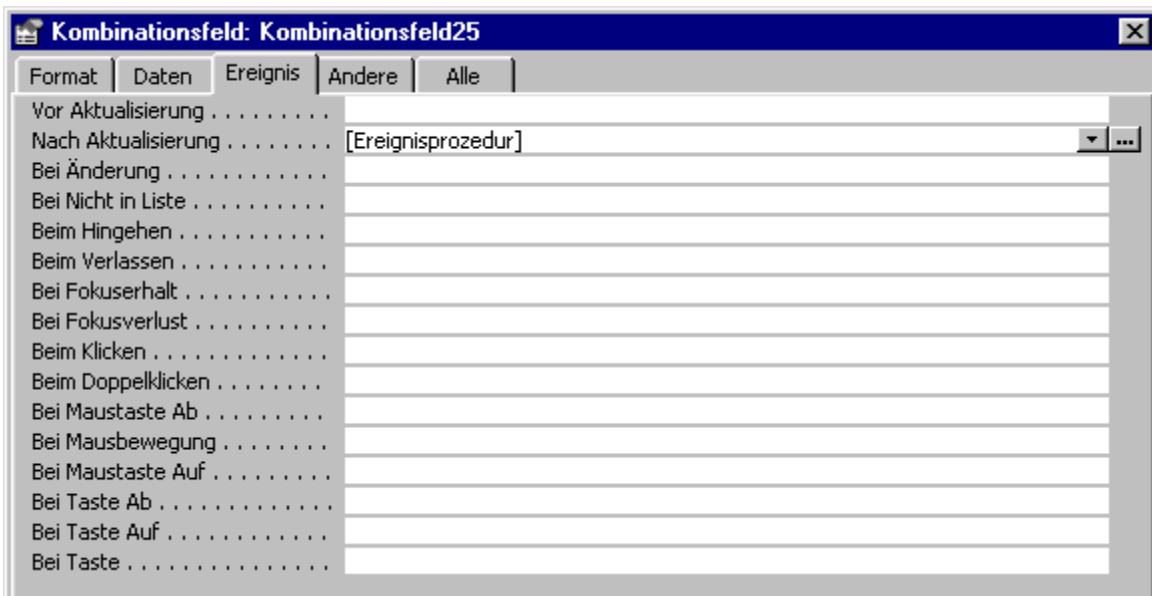 Kombinationsfeld: Kombinationsfeld25
Format Daten Ereignis Andere Alle
Vor Aktualisierung . . . . . . . . .
Nach Aktualisierung . . . . . . . . [Ereignisprozedur] ...
Bei Änderung . . . . . . . . . . . .
Bei Nicht in Liste . . . . . . . . . .
Beim Hingehen . . . . . . . . . . .
Beim Verlassen . . . . . . . . . . .
Bei Fokuserhalt . . . . . . . . . . .
Bei Fokusverlust . . . . . . . . . .
Beim Klicken . . . . . . . . . . . . .
Beim Doppelklicken . . . . . . . .
Bei Maustaste Ab . . . . . . . . .
Bei Mausbewegung . . . . . . . .
Bei Maustaste Auf . . . . . . . . .
Bei Taste Ab . . . . . . . . . . . . .
Bei Taste Auf . . . . . . . . . . . .
Bei Taste . . . . . . . . . . . . . . .